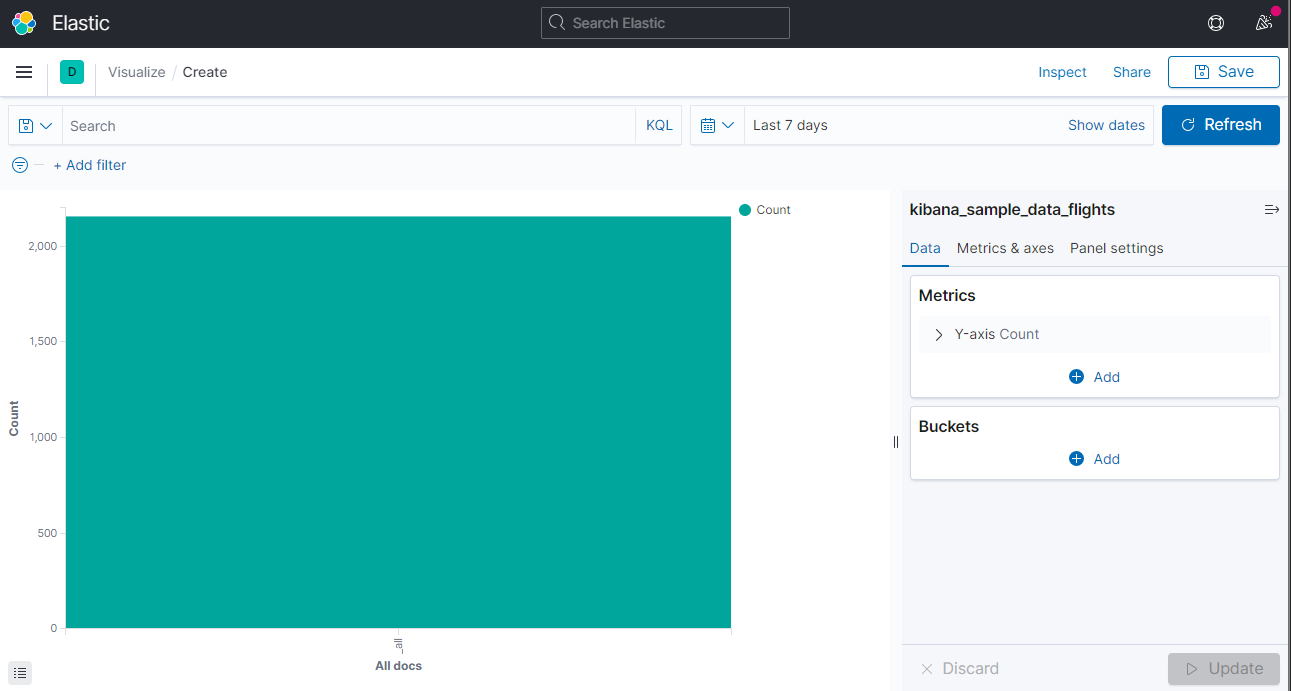 Elastic
Search Elastic
D
Visualize / Create
Inspect
Share
Save
Search
KQL
Last 7 days
Show dates
Refresh
+ Add filter
Count
2,000
1,500
1,000
500
0
Count
_all
All docs
kibana_sample_data_flights
Data
Metrics & axes
Panel settings
Metrics
Y-axis Count
Add
Buckets
Add
Discard
Update